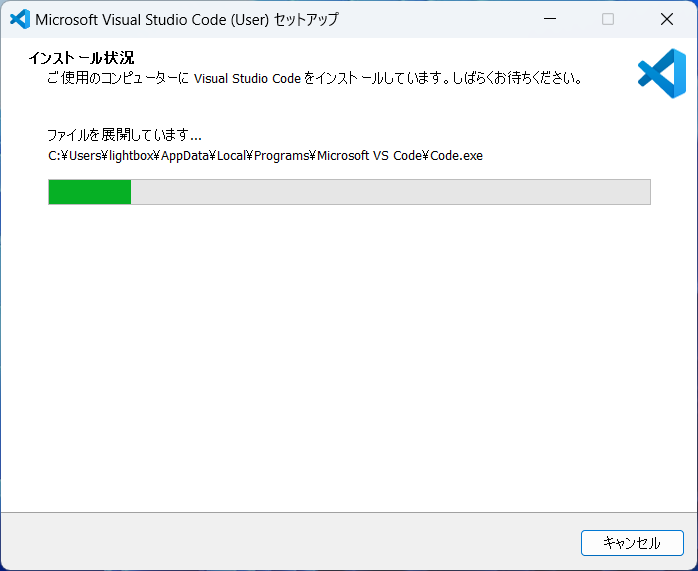 Microsoft Visual Studio Code (User) セットアップ
インストール状況
ご使用のコンピューターに Visual Studio Code をインストールしています。しばらくお待ちください。
ファイルを展開しています...
C:¥Users¥lightbox¥AppData¥Local¥Programs¥Microsoft VS Code¥Code.exe
キャンセル